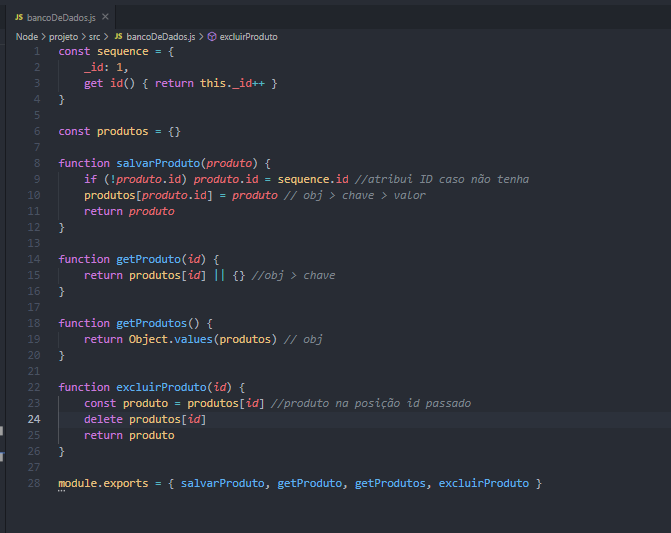 JS bancoDeDados.js ×
Node > projeto > src > JS bancoDeDados.js > excluirProduto
1 const sequence = {
2 _id: 1,
3 get id() { return this._id++ }
4 }
5
6 const produtos = {}
7
8 function salvarProduto(produto) {
9 if (!produto.id) produto.id = sequence.id //atribui ID caso não tenha
10 produtos[produto.id] = produto // obj > chave > valor
11 return produto
12 }
13
14 function getProduto(id) {
15 return produtos[id] || {} //obj > chave
16 }
17
18 function getProdutos() {
19 return Object.values(produtos) // obj
20 }
21
22 function excluirProduto(id) {
23 const produto = produtos[id] //produto na posição id passado
24 delete produtos[id]
25 return produto
26 }
27
28 module.exports = { salvarProduto, getProduto, getProdutos, excluirProduto }